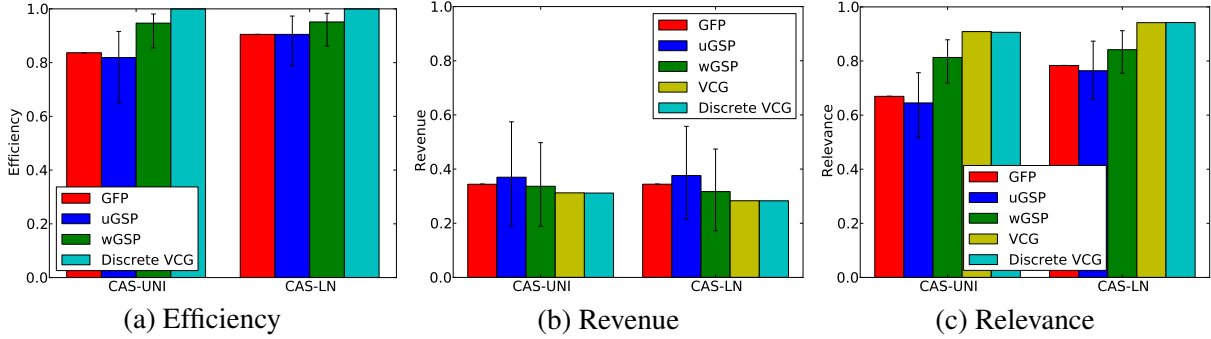 1.0
0.8
0.6
0.4
0.2
0.0
Efficiency
GFP
uGSP
wGSP
Discrete VCG
CAS-UNI
CAS-LN
(a) Efficiency
1.0
0.8
0.6
0.4
0.2
0.0
Revenue
GFP
uGSP
wGSP
VCG
Discrete VCG
CAS-UNI
CAS-LN
(b) Revenue
1.0
0.8
0.6
0.4
0.2
0.0
Relevance
GFP
uGSP
wGSP
VCG
Discrete VCG
CAS-UNI
CAS-LN
(c) Relevance